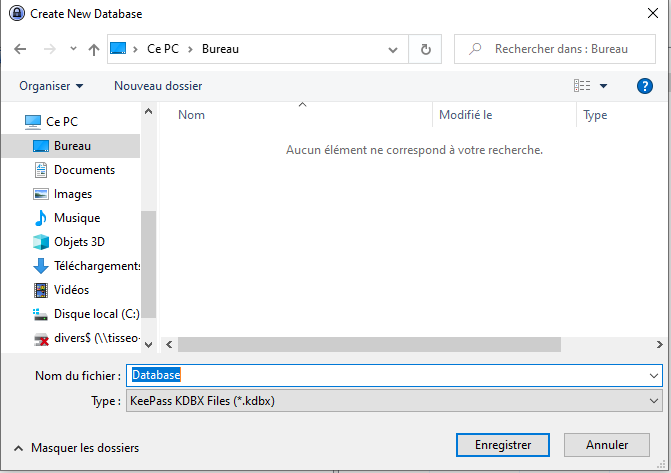 Create New Database
Ce PC > Bureau
Rechercher dans : Bureau
Organiser
Nouveau dossier
?
Nom
Modifié le
Type
Ce PC
Bureau
Documents
Images
Musique
Objets 3D
Téléchargements
Vidéos
Disque local (C:)
divers$ (\\tisseo-
Aucun élément ne correspond à votre recherche.
Nom du fichier :
Database
Type :
KeePass KDBX Files (*.kdbx)
Masquer les dossiers
Enregistrer
Annuler